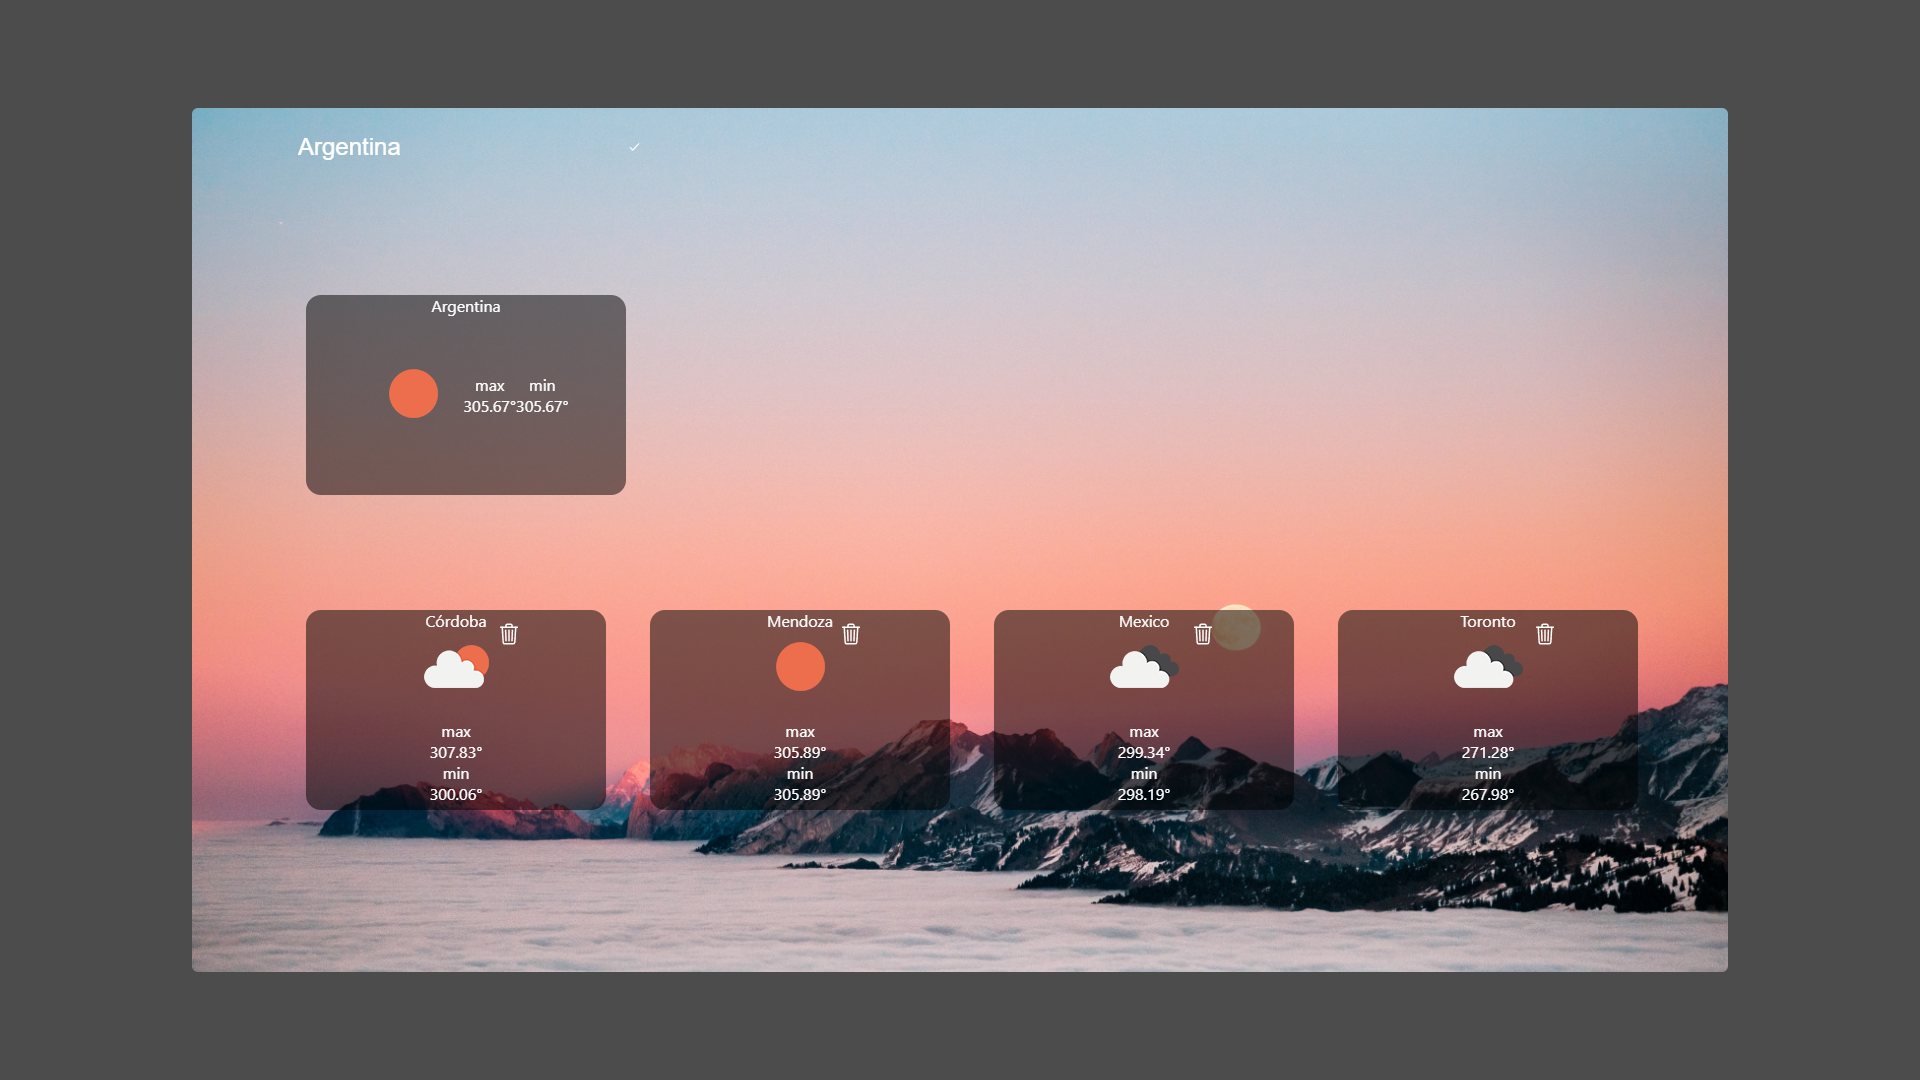 Argentina
Argentina
max min
305.67°305.67°
Córdoba
max
307.83°
min
300.06°
Mendoza
max
305.89°
min
305.89°
Mexico
max
299.34°
min
298.19°
Toronto
max
271.28°
min
267.98°